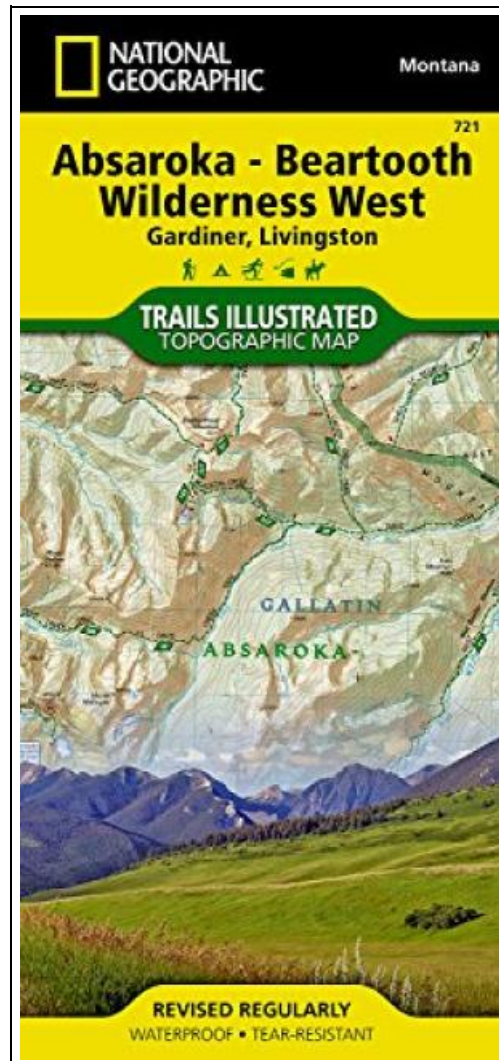 NATIONAL
GEOGRAPHIC
Montana
721
Absaroka - Beartooth
Wilderness West
Gardiner, Livingston
TRAILS ILLUSTRATED
TOPOGRAPHIC MAP
GALLATIN
ABSAROKA-
REVISED REGULARLY
WATERPROOF • TEAR-RESISTANT